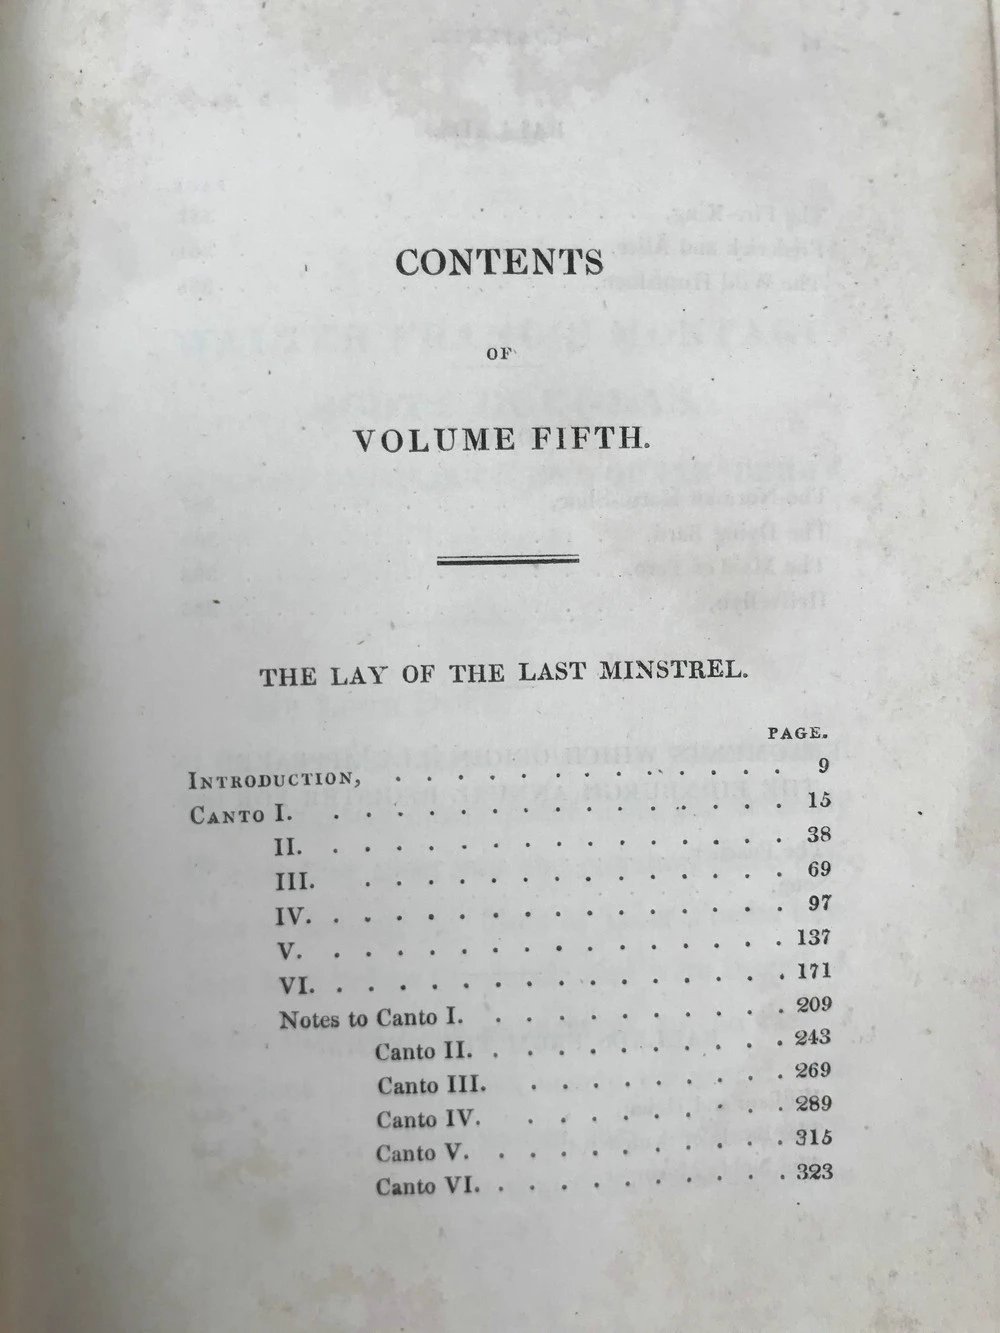 CONTENTS
OF
VOLUME FIFTH.
THE LAY OF THE LAST MINSTREL.
PAGE.
INTRODUCTION, . . . . . . . . . . . . . 9
CANTO I. . . . . . . . . . . . . . . . 15
II. . . . . . . . . . . . . . . . 38
III. . . . . . . . . . . . . . . 69
IV. . . . . . . . . . . . . . . . 97
V. . . . . . . . . . . . . . . . 137
VI. . . . . . . . . . . . . . . . 171
Notes to Canto I. . . . . . . . . . . 209
Canto II. . . . . . . . . . . 243
Canto III. . . . . . . . . . 269
Canto IV. . . . . . . . . . 289
Canto V. . . . . . . . . . . 315
Canto VI. . . . . . . . . . . 323